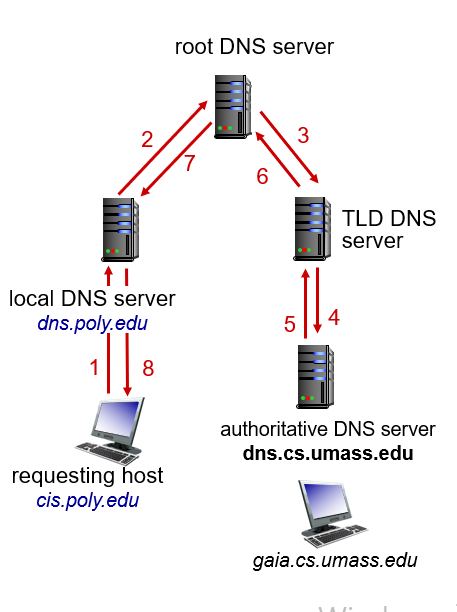 root DNS server
2
3
7
6
TLD DNS
server
local DNS server
dns.poly.edu
5
4
1
8
authoritative DNS server
dns.cs.umass.edu
requesting host
cis.poly.edu
gaia.cs.umass.edu